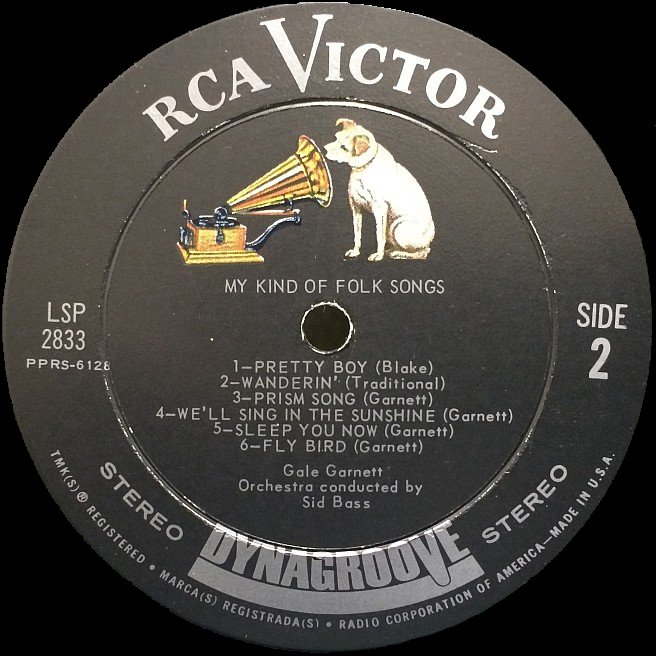 RCA VICTOR
MY KIND OF FOLK SONGS
LSP
2833
PPRS-6128
SIDE
2
1—PRETTY BOY (Blake)
2—WANDERIN' (Traditional)
3—PRISM SONG (Garnett)
4—WE'LL SING IN THE SUNSHINE (Garnett)
5—SLEEP YOU NOW (Garnett)
6—FLY BIRD (Garnett)
Gale Garnett
Orchestra conducted by
Sid Bass
STEREO
DYNAGROOVE
STEREO
TMK(S) ® REGISTERED • MARCA(S) REGISTRADA(S) • RADIO CORPORATION OF AMERICA—MADE IN U.S.A.